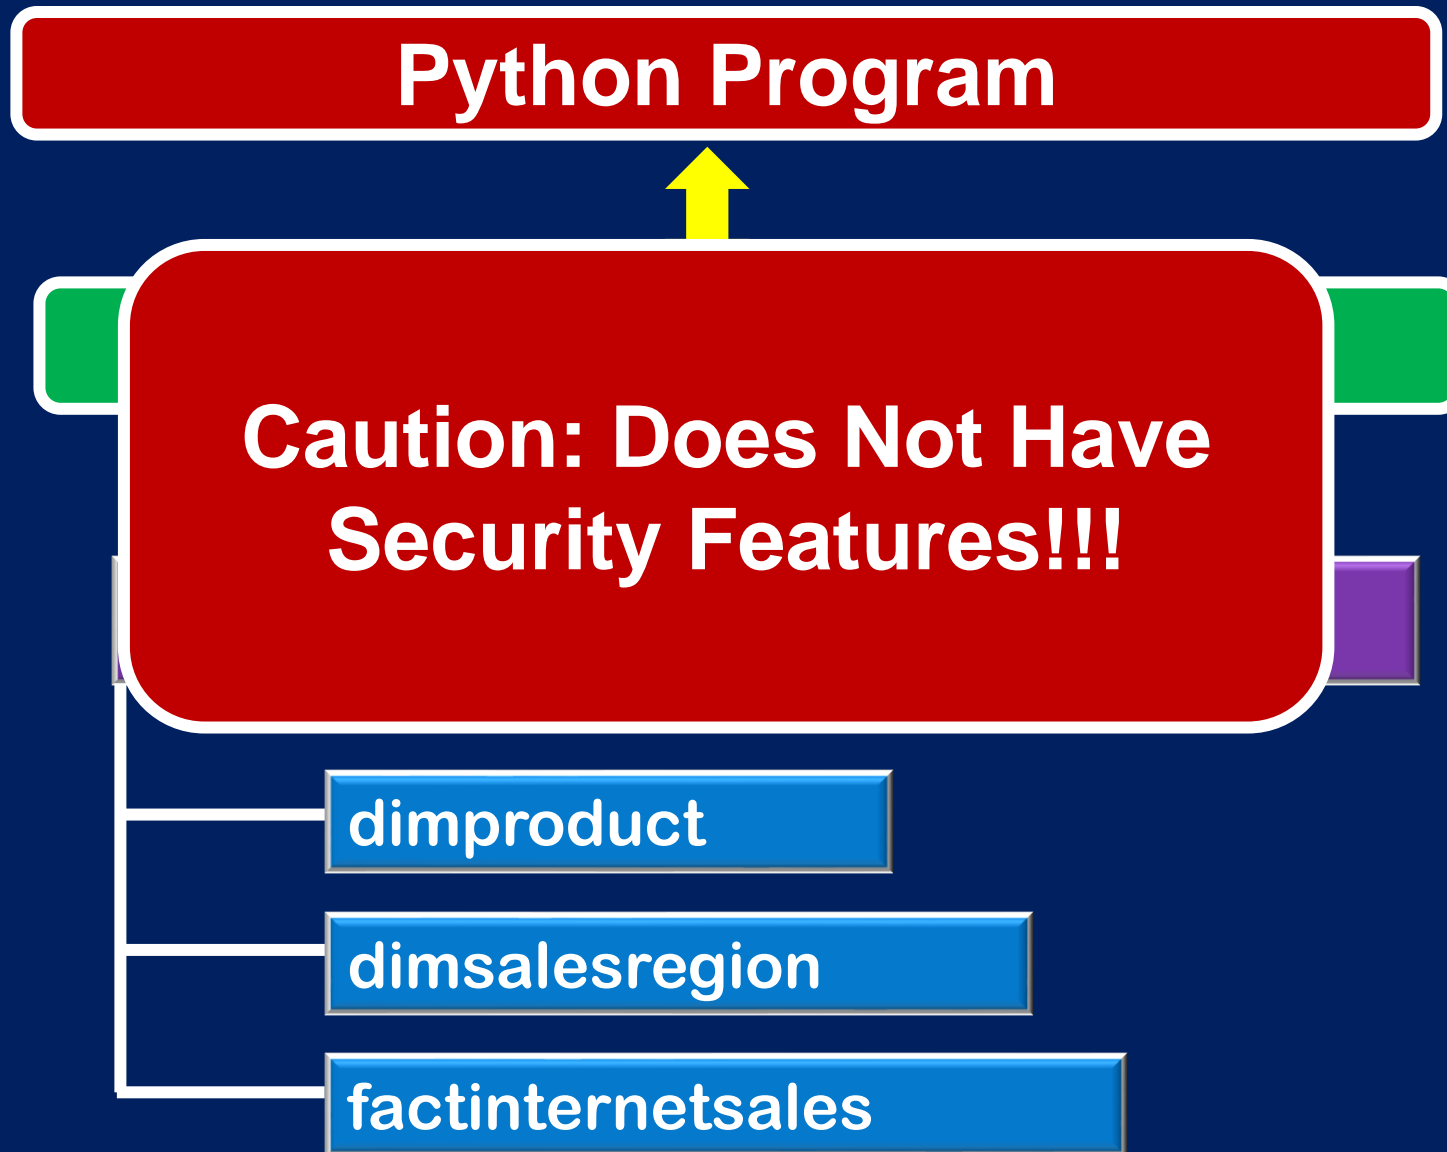 Python Program
Caution: Does Not Have
Security Features!!!
dimproduct
dimsalesregion
factinternetsales